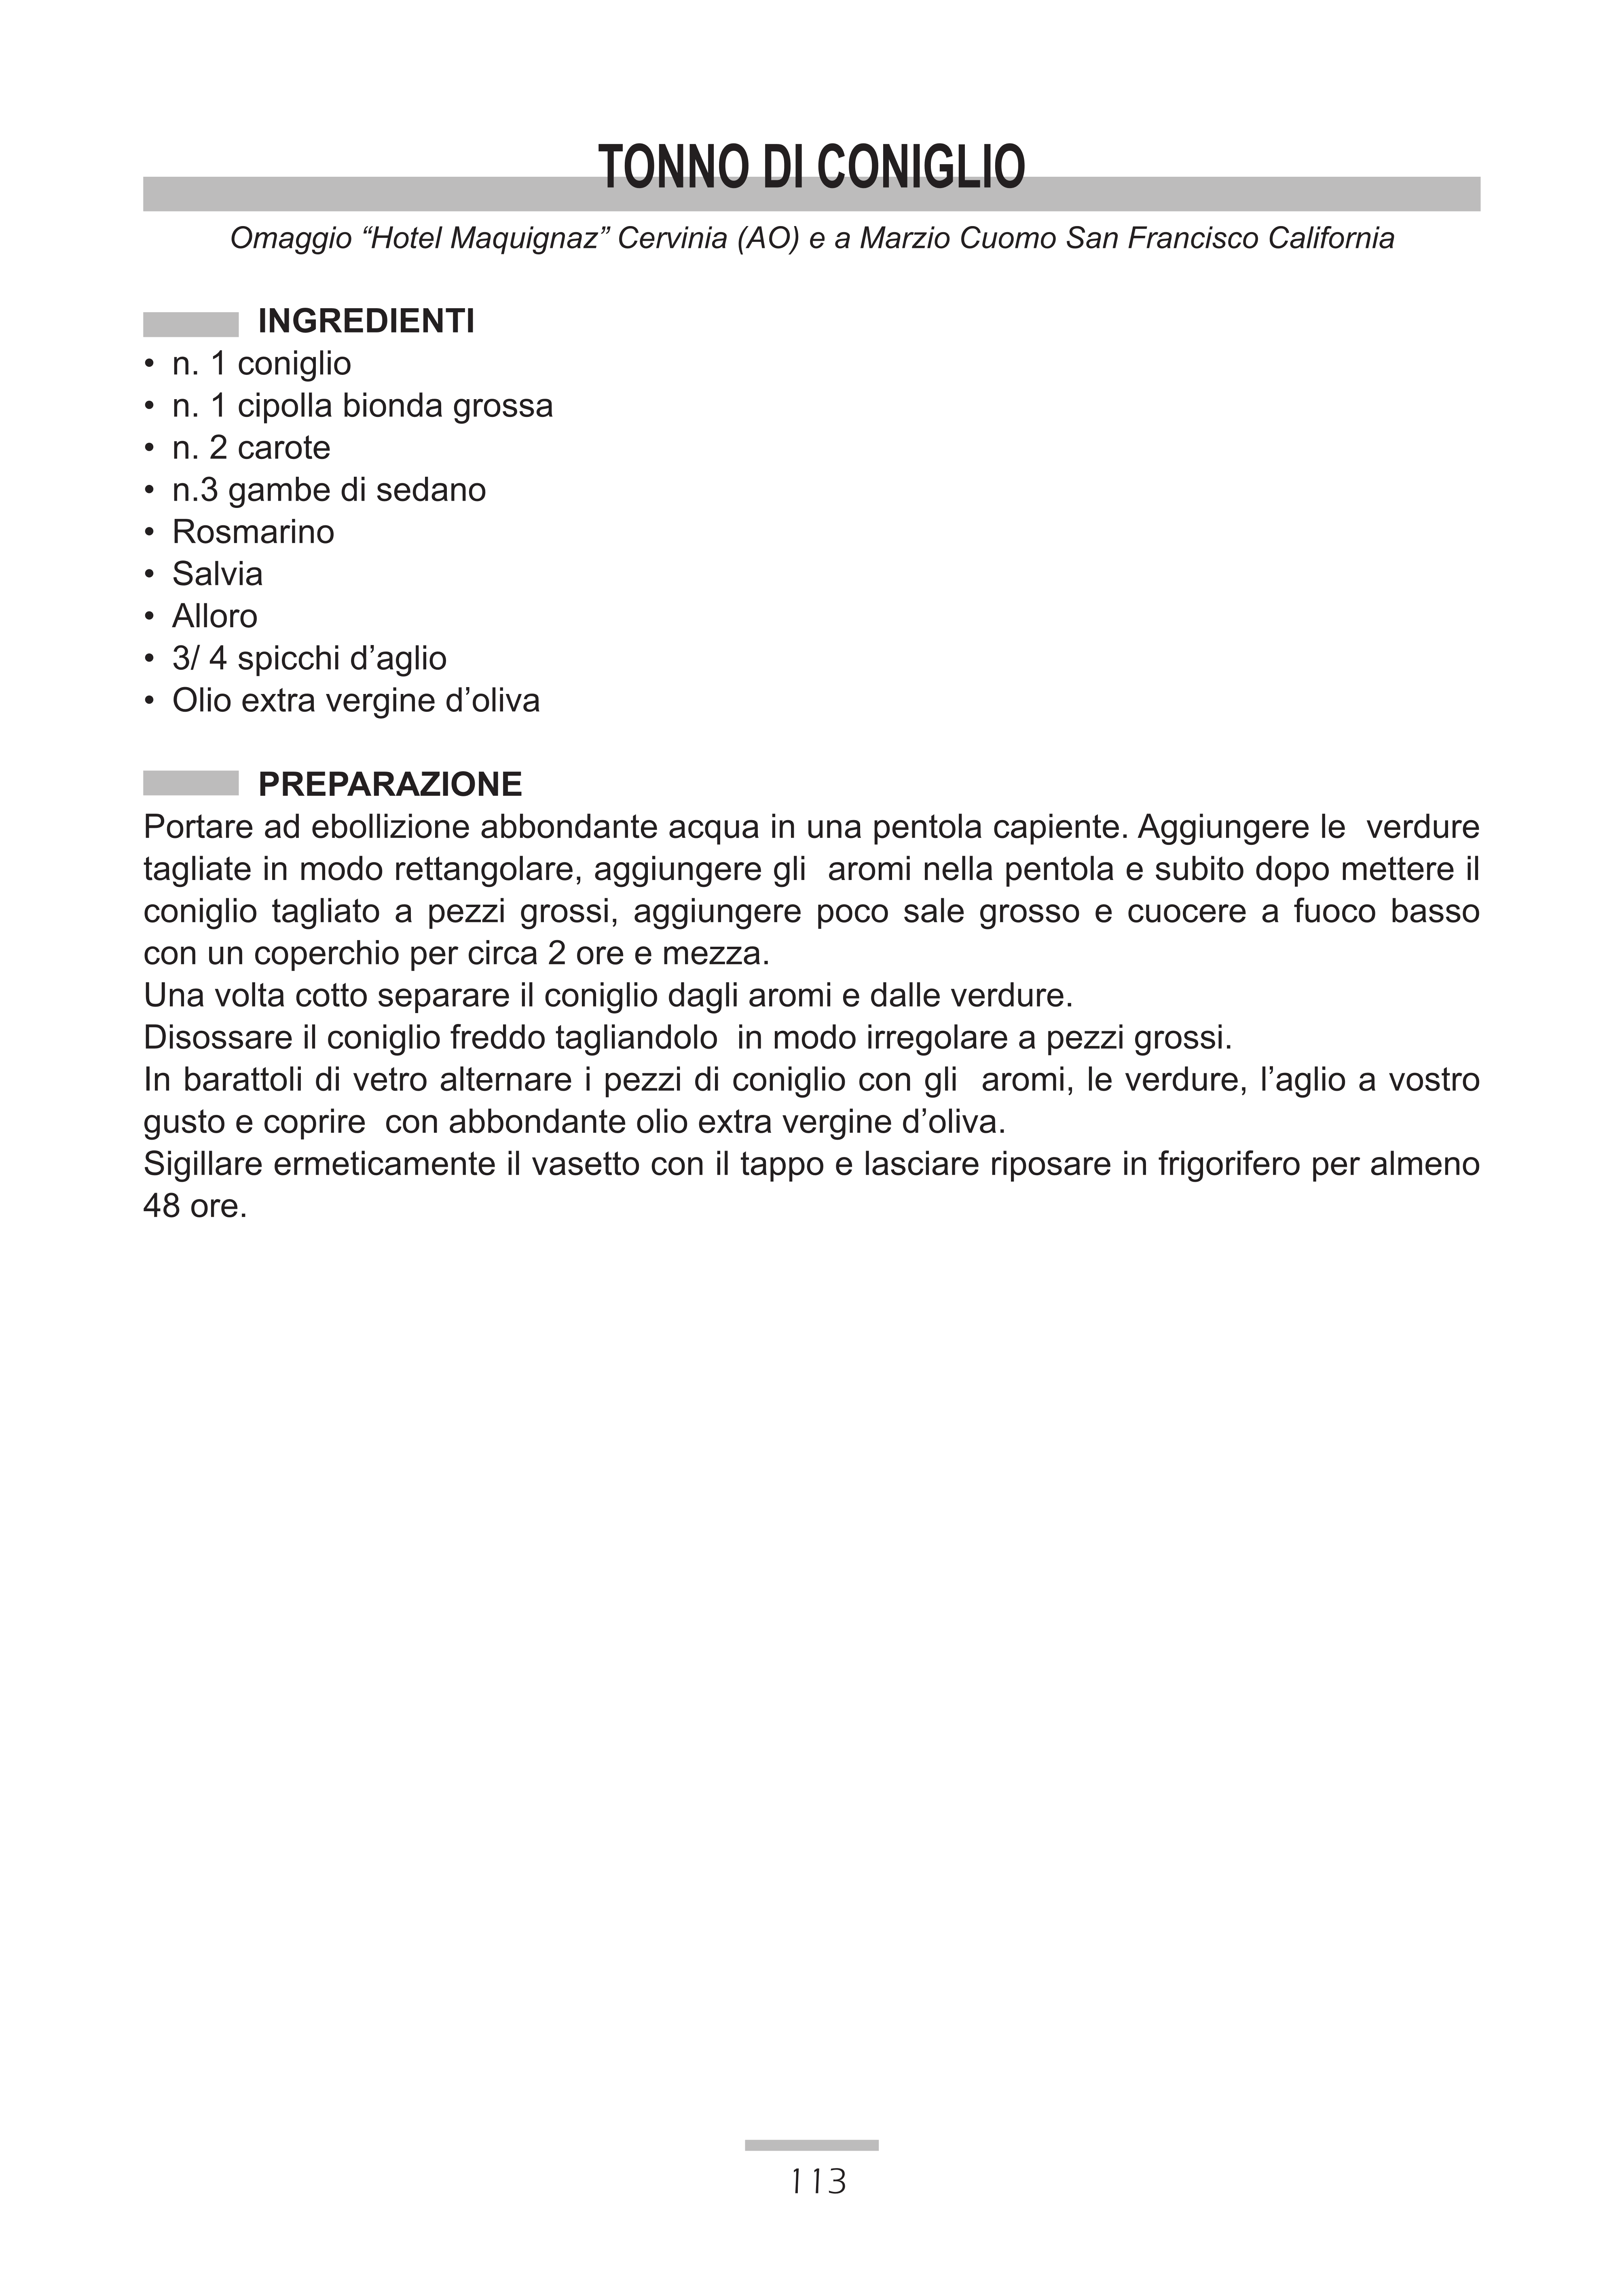 TONNO DI CONIGLIO
Omaggio “Hotel Maquignaz” Cervinia (AO) e a Marzio Cuomo San Francisco California
INGREDIENTI
• n. 1 coniglio
• n. 1 cipolla bionda grossa
• n. 2 carote
• n.3 gambe di sedano
• Rosmarino
• Salvia
• Alloro
• 3/ 4 spicchi d’aglio
• Olio extra vergine d’oliva
PREPARAZIONE
Portare ad ebollizione abbondante acqua in una pentola capiente. Aggiungere le verdure
tagliate in modo rettangolare, aggiungere gli aromi nella pentola e subito dopo mettere il
coniglio tagliato a pezzi grossi, aggiungere poco sale grosso e cuocere a fuoco basso
con un coperchio per circa 2 ore e mezza.
Una volta cotto separare il coniglio dagli aromi e dalle verdure.
Disossare il coniglio freddo tagliandolo in modo irregolare a pezzi grossi.
In barattoli di vetro alternare i pezzi di coniglio con gli aromi, le verdure, l’aglio a vostro
gusto e coprire con abbondante olio extra vergine d’oliva.
Sigillare ermeticamente il vasetto con il tappo e lasciare riposare in frigorifero per almeno
48 ore.
113